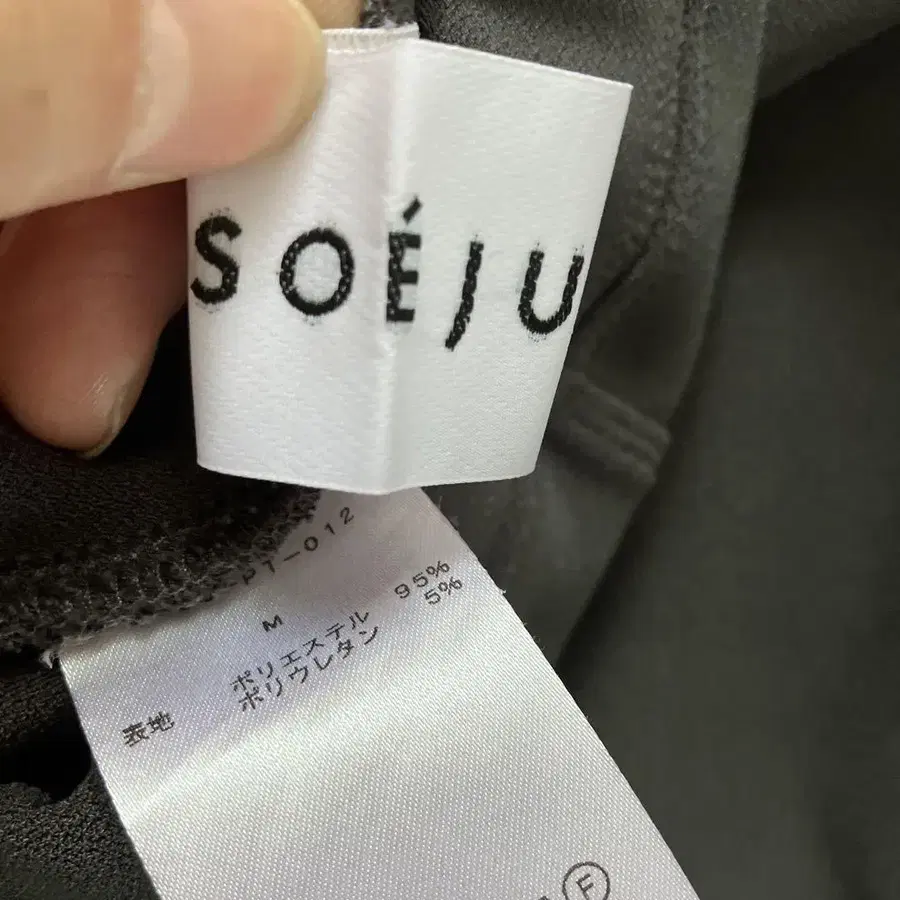 SOÉJU
PT-012
M
ポリエステル 95%
ポリウレタン 5%
表地
F